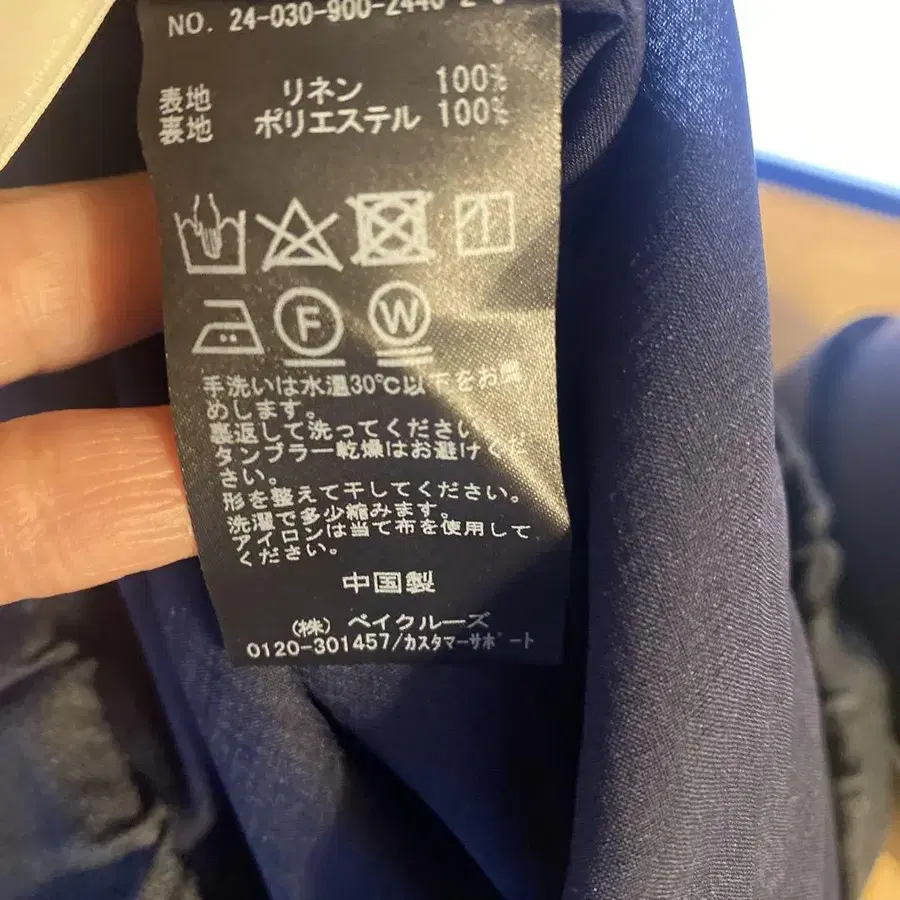 NO. 24-030-900-2440-2-0
表地 リネン 100%
裏地 ポリエステル 100%
F W
手洗いは水温30℃以下をお薦
めします。
裏返して洗ってください。
タンブラー乾燥はお避けくだ
さい。
形を整えて干してください。
洗濯で多少縮みます。
アイロンは当て布を使用して
ください。
中国製
(株) ベイクルーズ
0120-301457/カスタマーサポート